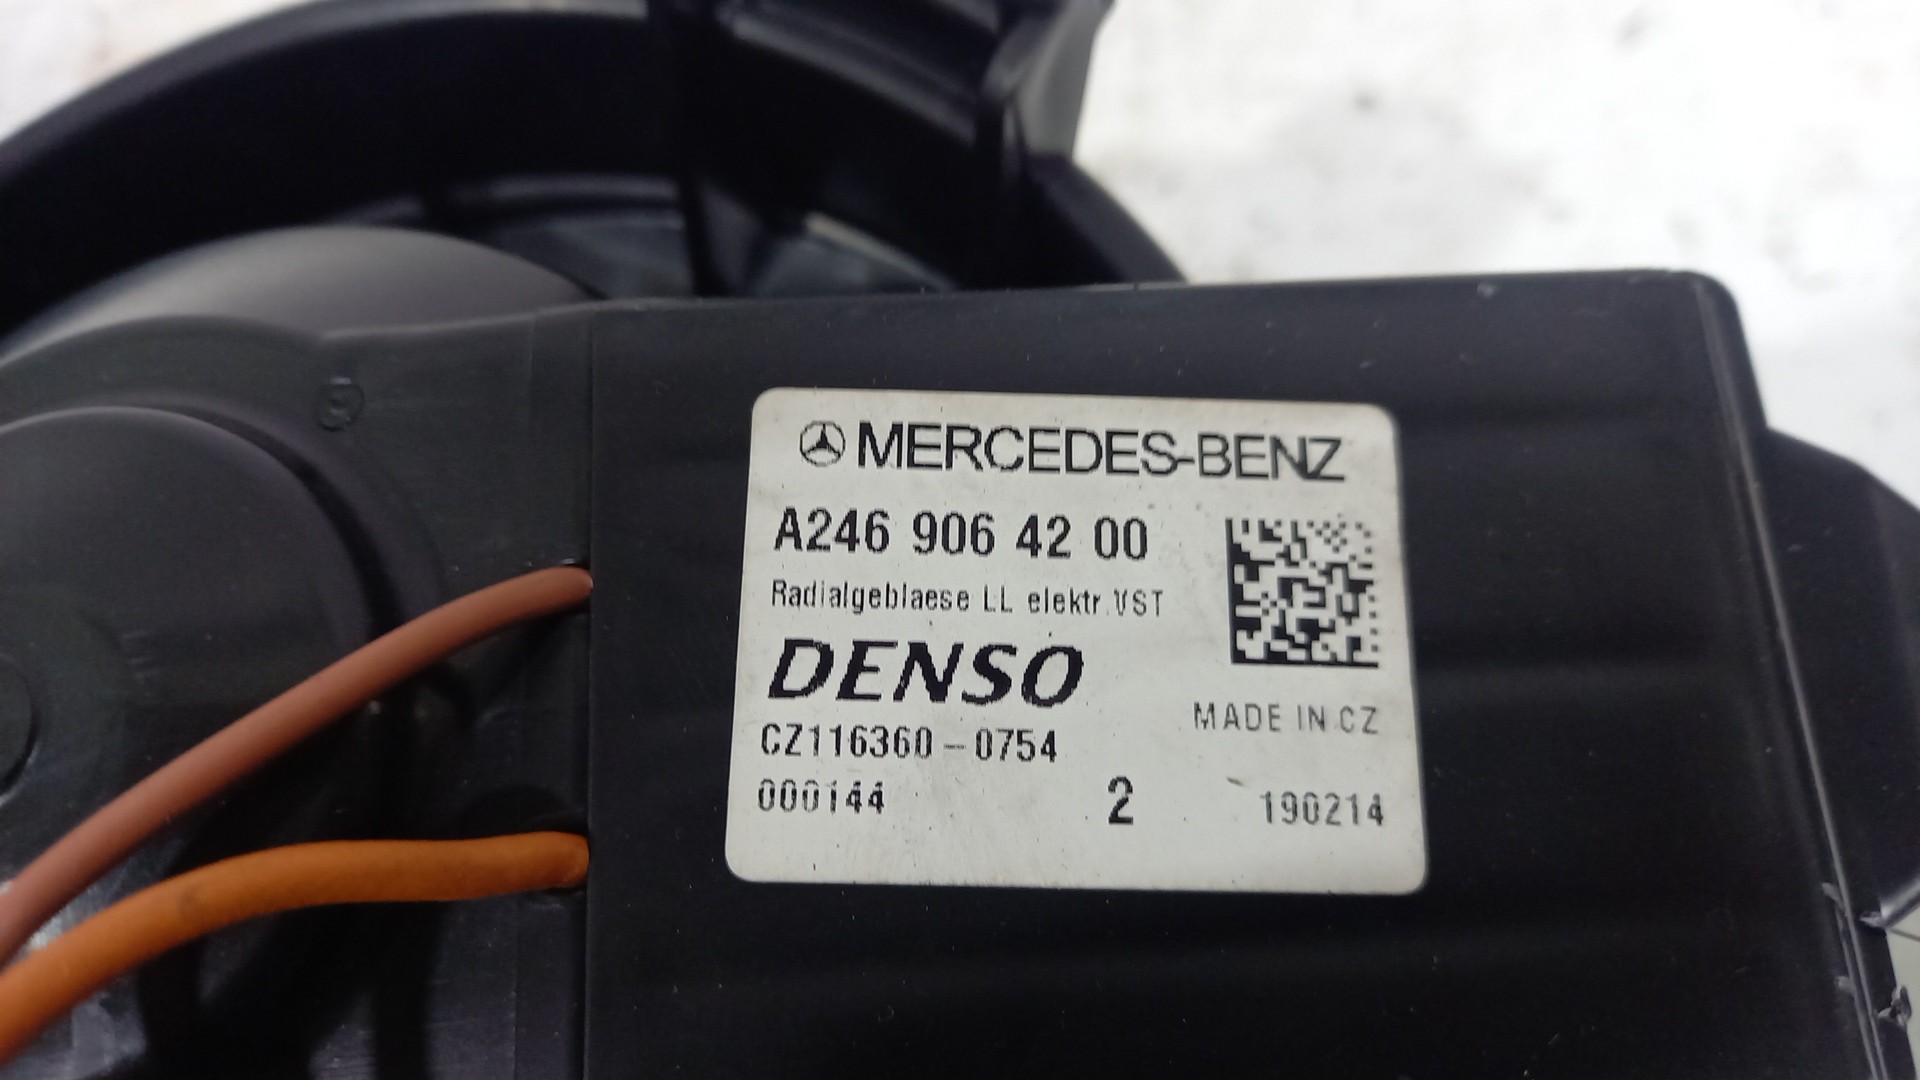 MERCEDES-BENZ
A246 906 42 00
Radialgeblaese LL elektr.VST
DENSO
MADE IN CZ
CZ116360-0754
000144 2 190214